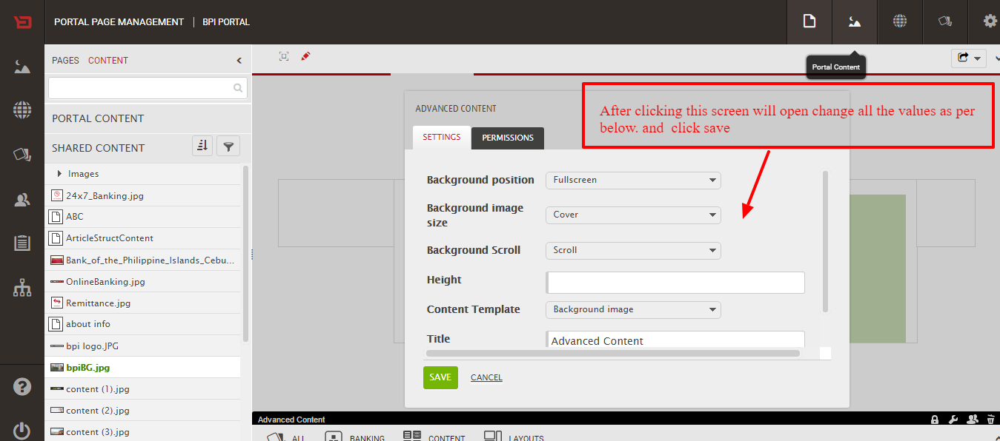 PORTAL PAGE MANAGEMENT | BPI PORTAL
PAGES CONTENT
Portal Content
PORTAL CONTENT
SHARED CONTENT
Images
24x7_Banking.jpg
ABC
ArticleStructContent
Bank_of_the_Philippine_Islands_Cebu...
OnlineBanking.jpg
Remittance.jpg
about info
bpi logo.JPG
bpiBG.jpg
content (1).jpg
content (2).jpg
content (3).jpg
After clicking this screen will open change all the values as per
below. and  click save
ADVANCED CONTENT
SETTINGS PERMISSIONS
Background position Fullscreen
Background image
size
Cover
Background Scroll Scroll
Height
Content Template Background image
Title Advanced Content
SAVE CANCEL
Advanced Content
ALL BANKING CONTENT LAYOUTS